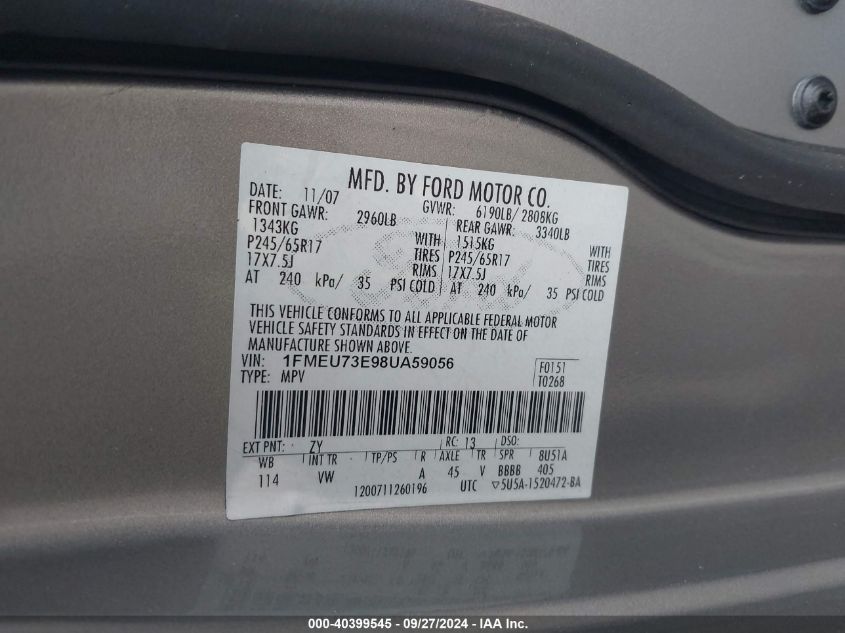 MFD. BY FORD MOTOR CO.
DATE: 11/07 GVWR: 6190LB/ 2808KG
FRONT GAWR: 2960LB REAR GAWR: 3340LB
1343KG WITH 1515KG WITH
P245/65R17 TIRES P245/65R17 TIRES
17X7.5J RIMS 17X7.5J RIMS
AT 240 kPa/ 35 PSI COLD AT 240 kPa/ 35 PSI COLD
THIS VEHICLE CONFORMS TO ALL APPLICABLE FEDERAL MOTOR
VEHICLE SAFETY STANDARDS IN EFFECT ON THE DATE OF
MANUFACTURE SHOWN ABOVE.
VIN: 1FMEU73E98UA59056 F0151
TYPE: MPV T0268
EXT PNT: ZY RC: 13 DSO:
WB INT TR TP/PS R AXLE TR SPR 8U51A
114 VW A 45 V BBBB 405
1200711260196 UTC ▽5U5A-1520472-BA
000-40399545 - 09/27/2024 - IAA Inc.